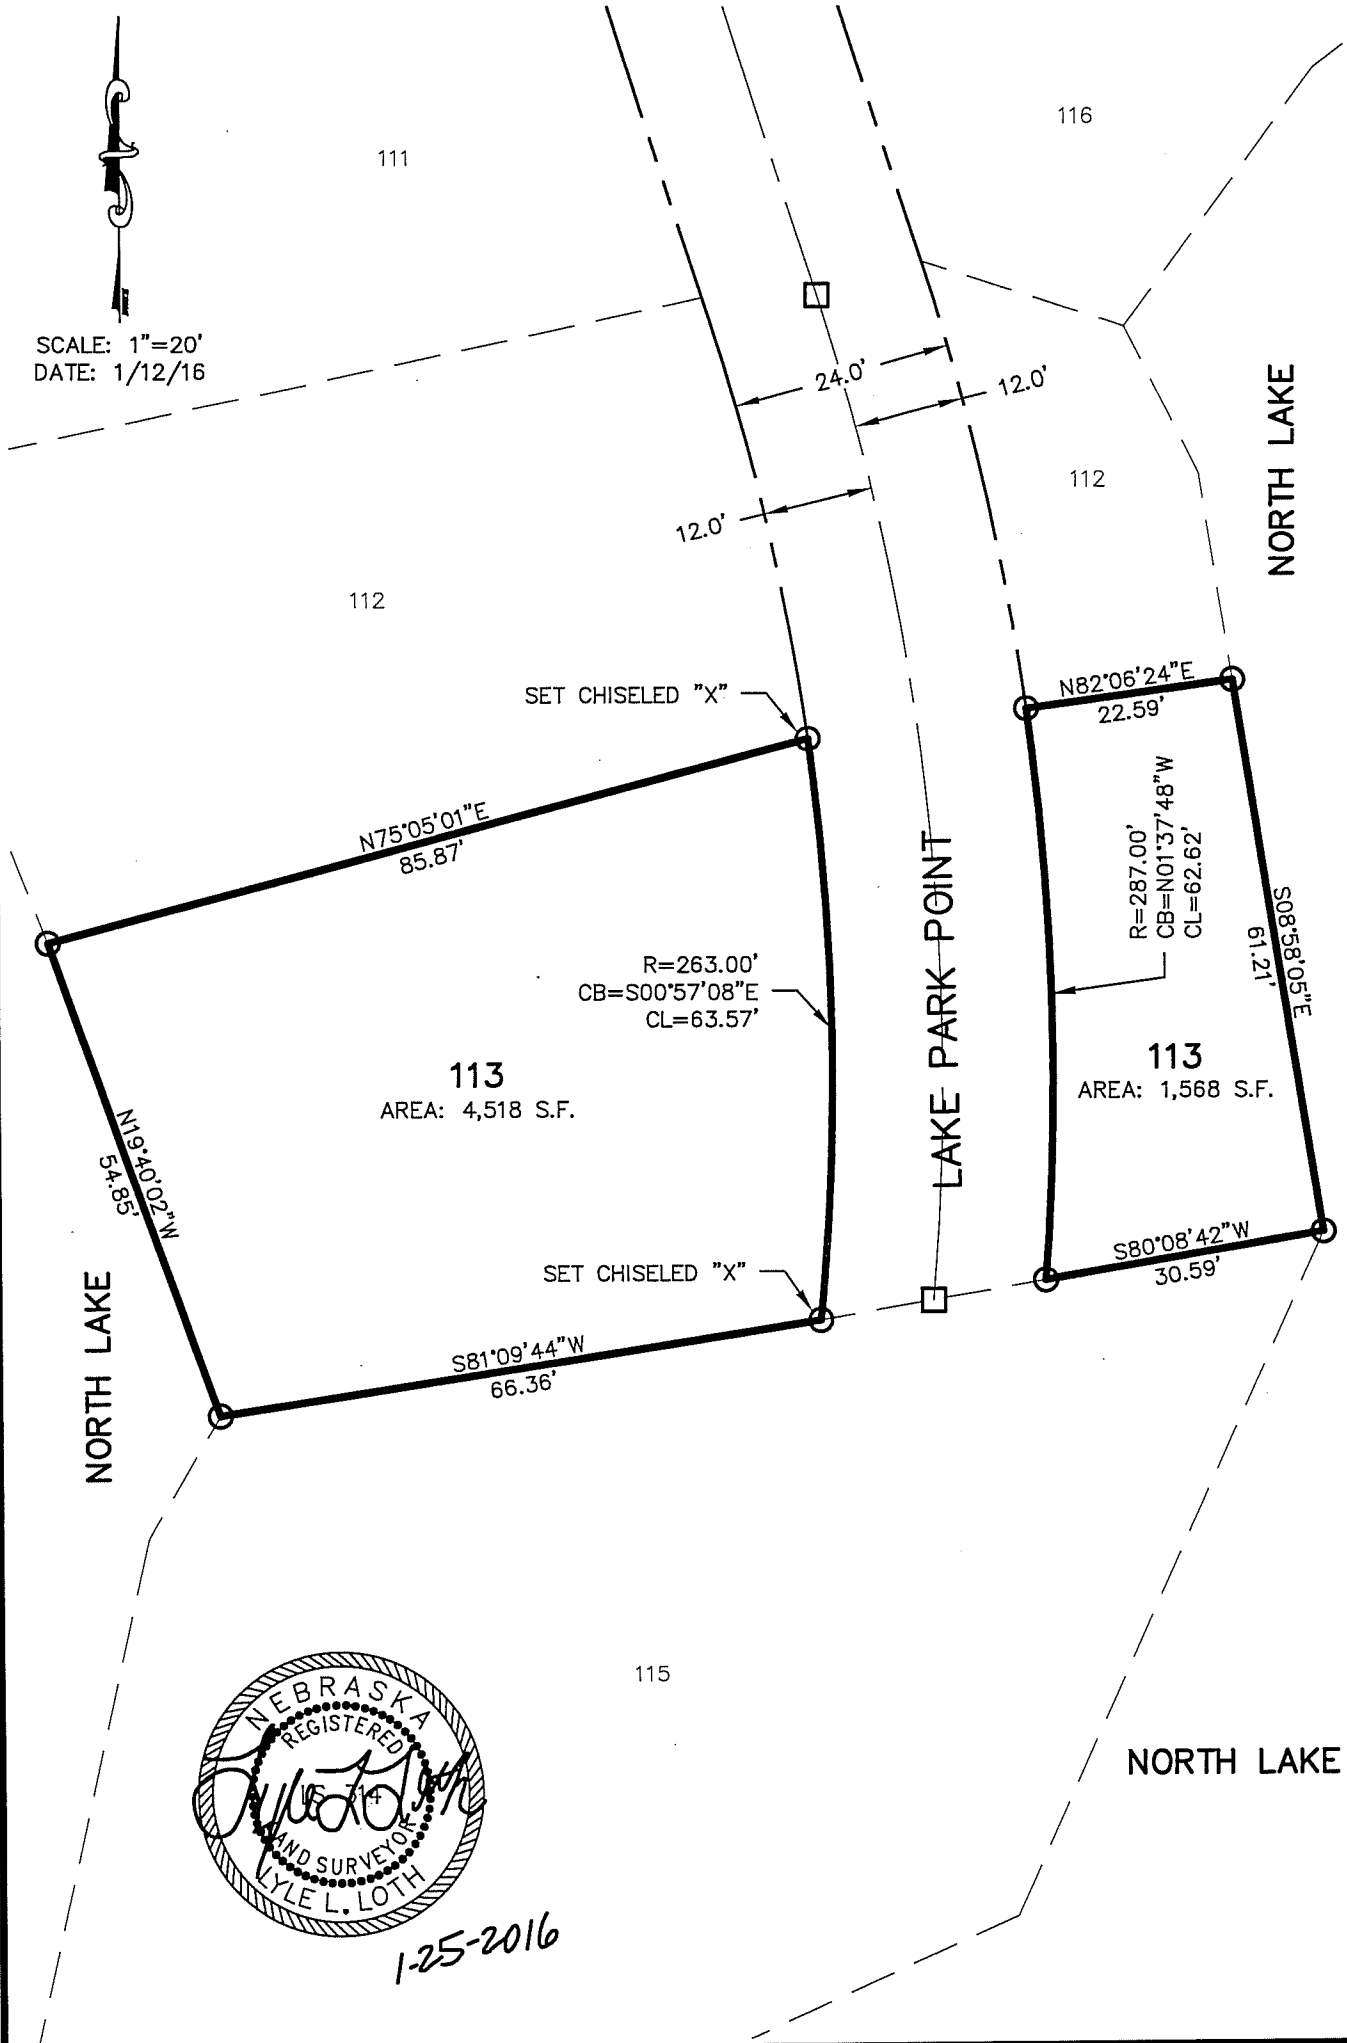 111
116
SCALE: 1"=20'
DATE: 1/12/16
24.0'
12.0'
NORTH LAKE
112
12.0'
112
SET CHISELED "X"
N82°06'24"E
22.59'
N75°05'01"E
85.87'
R=287.00'
CB=N01°37'48"W
CL=62.62'
S08°58'05"E
61.21'
LAKE PARK POINT
R=263.00'
CB=S00°57'08"E
CL=63.57'
113
AREA: 4,518 S.F.
113
AREA: 1,568 S.F.
N19°40'02"W
54.85'
SET CHISELED "X"
S80°08'42"W
30.59'
NORTH LAKE
S81°09'44"W
66.36'
115
NEBRASKA
REGISTERED
LS 314
LAND SURVEYOR
KYLE L. LOTH
NORTH LAKE
1-25-2016